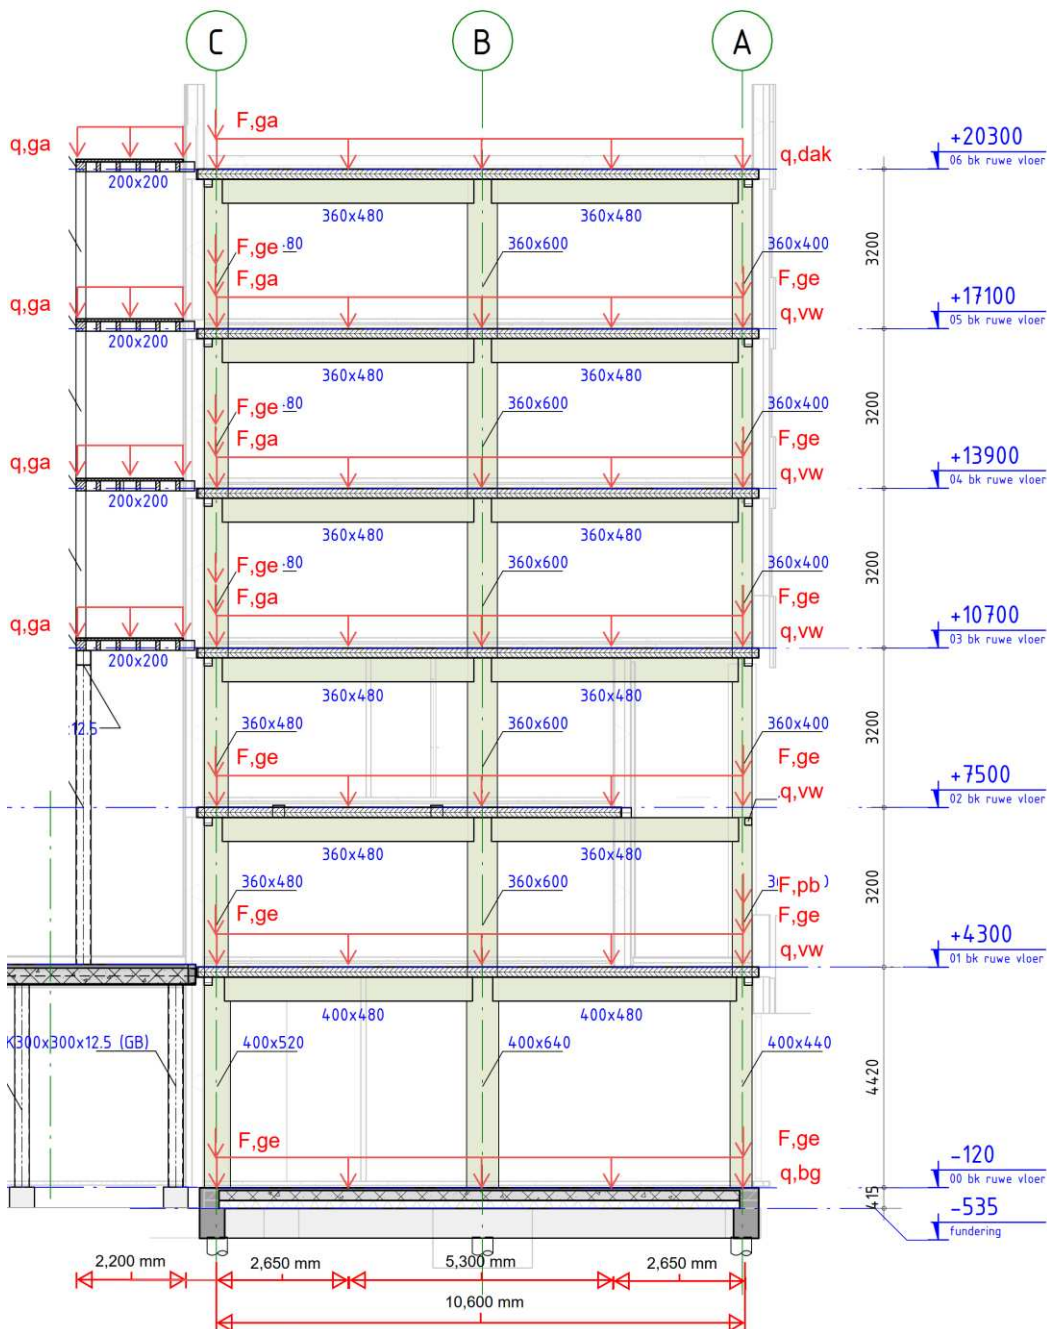 C
B
A
F,ga
q,ga
q,dak
+20300
06 bk ruwe vloer
200x200
360x480
360x480
F,ge
80
360x600
360x400
3200
F,ga
F,ge
q,ga
q,vw
+17100
05 bk ruwe vloer
200x200
360x480
360x480
F,ge
80
360x600
360x400
3200
F,ga
F,ge
q,ga
q,vw
+13900
04 bk ruwe vloer
200x200
360x480
360x480
F,ge
80
360x600
360x400
3200
F,ga
F,ge
q,ga
q,vw
+10700
03 bk ruwe vloer
200x200
360x480
360x480
12.5
360x480
360x600
360x400
3200
F,ge
F,ge
q,vw
+7500
02 bk ruwe vloer
360x480
360x480
360x480
360x600
F,pb
3200
F,ge
F,ge
q,vw
+4300
01 bk ruwe vloer
400x480
400x480
K300x300x12.5 (GB)
400x520
400x640
400x440
4420
F,ge
F,ge
q,bg
-120
00 bk ruwe vloer
415
-535
fundering
2,200 mm
2,650 mm
5,300 mm
2,650 mm
10,600 mm